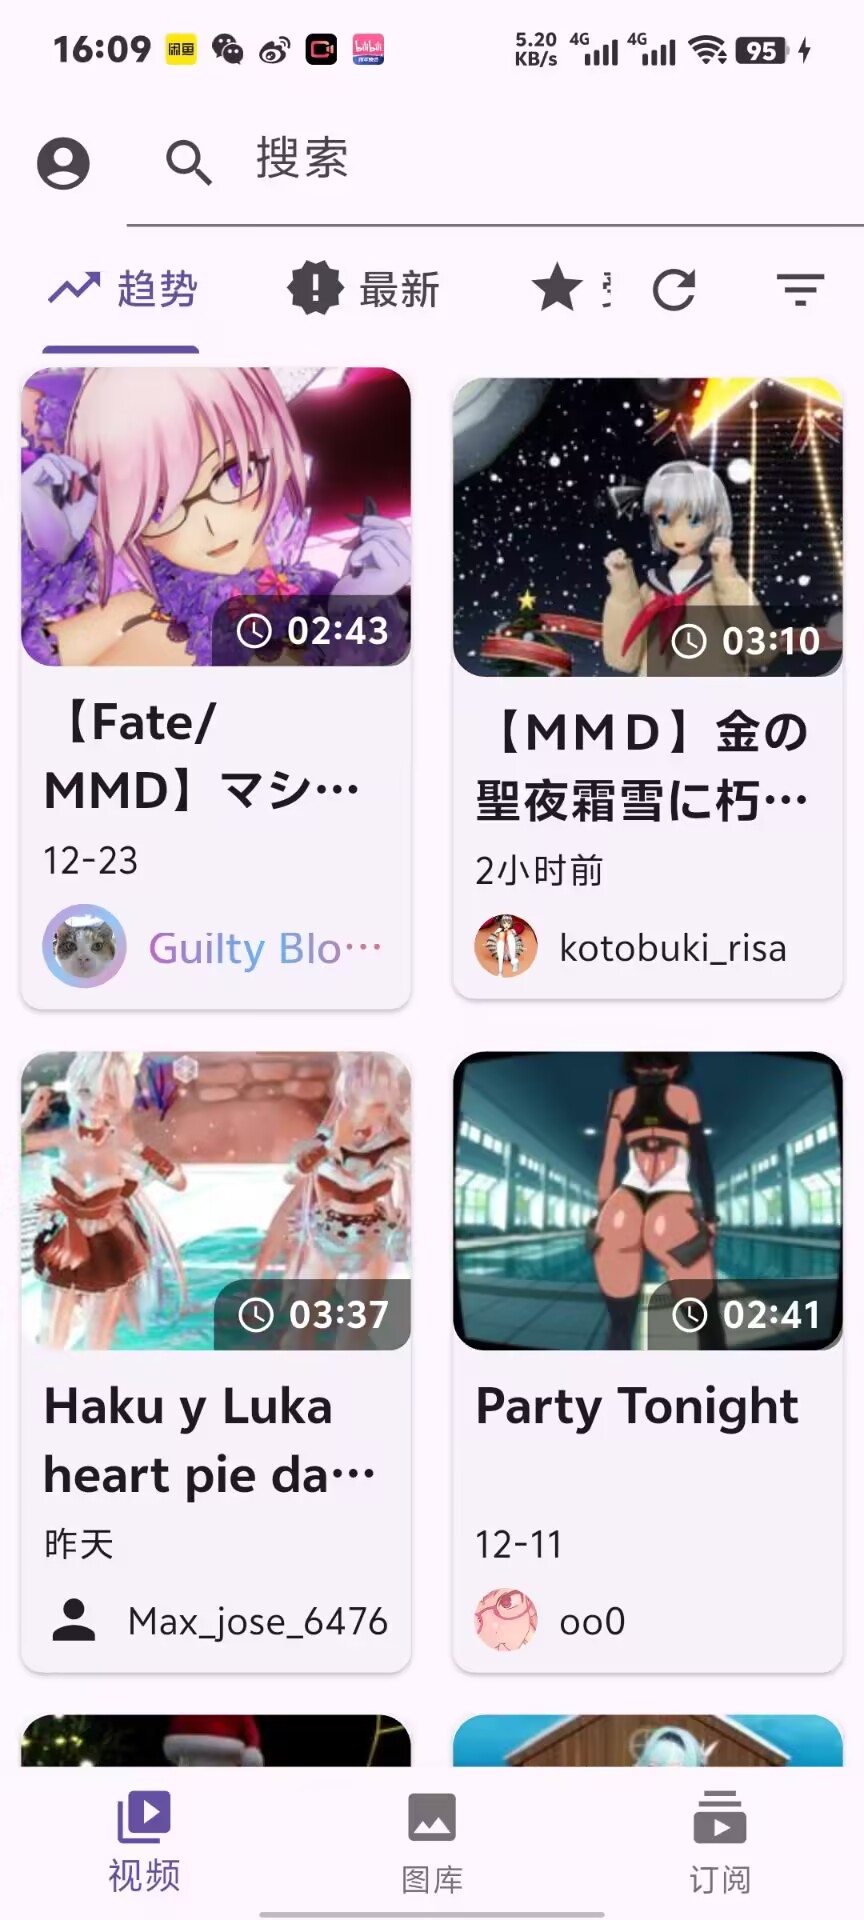 16:09
闲鱼
bilibili
5.20 KB/s
4G
4G
95
搜索
趋势
最新
02:43
【Fate/
MMD】マシ…
12-23
Guilty Blo…
03:10
【ＭＭＤ】金の
聖夜霜雪に朽…
2小时前
kotobuki_risa
03:37
Haku y Luka
heart pie da…
昨天
Max_jose_6476
02:41
Party Tonight
12-11
oo0
视频
图库
订阅